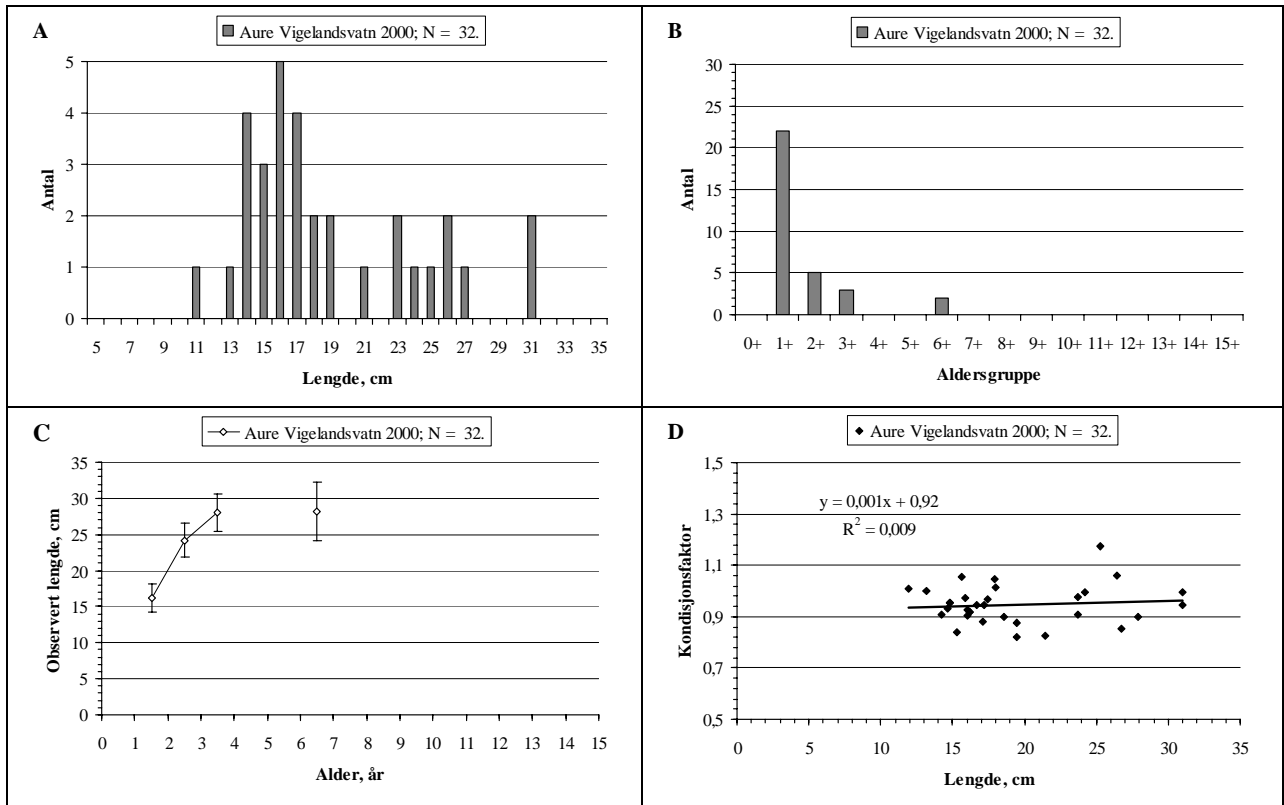 A
Aure Vigelandsvatn 2000; N = 32.
5
4
3
2
1
0
Antal
5 7 9 11 13 15 17 19 21 23 25 27 29 31 33 35
Lengde, cm
B
Aure Vigelandsvatn 2000; N = 32.
30
25
20
15
10
5
0
Antal
0+ 1+ 2+ 3+ 4+ 5+ 6+ 7+ 8+ 9+ 10+ 11+ 12+ 13+ 14+ 15+
Aldersgruppe
C
Aure Vigelandsvatn 2000; N = 32.
35
30
25
20
15
10
5
0
Observert lengde, cm
0 1 2 3 4 5 6 7 8 9 10 11 12 13 14 15
Alder, år
D
Aure Vigelandsvatn 2000; N = 32.
1,5
1,3
1,1
0,9
0,7
0,5
Kondisjonsfaktor
y = 0,001x + 0,92
R² = 0,009
0 5 10 15 20 25 30 35
Lengde, cm